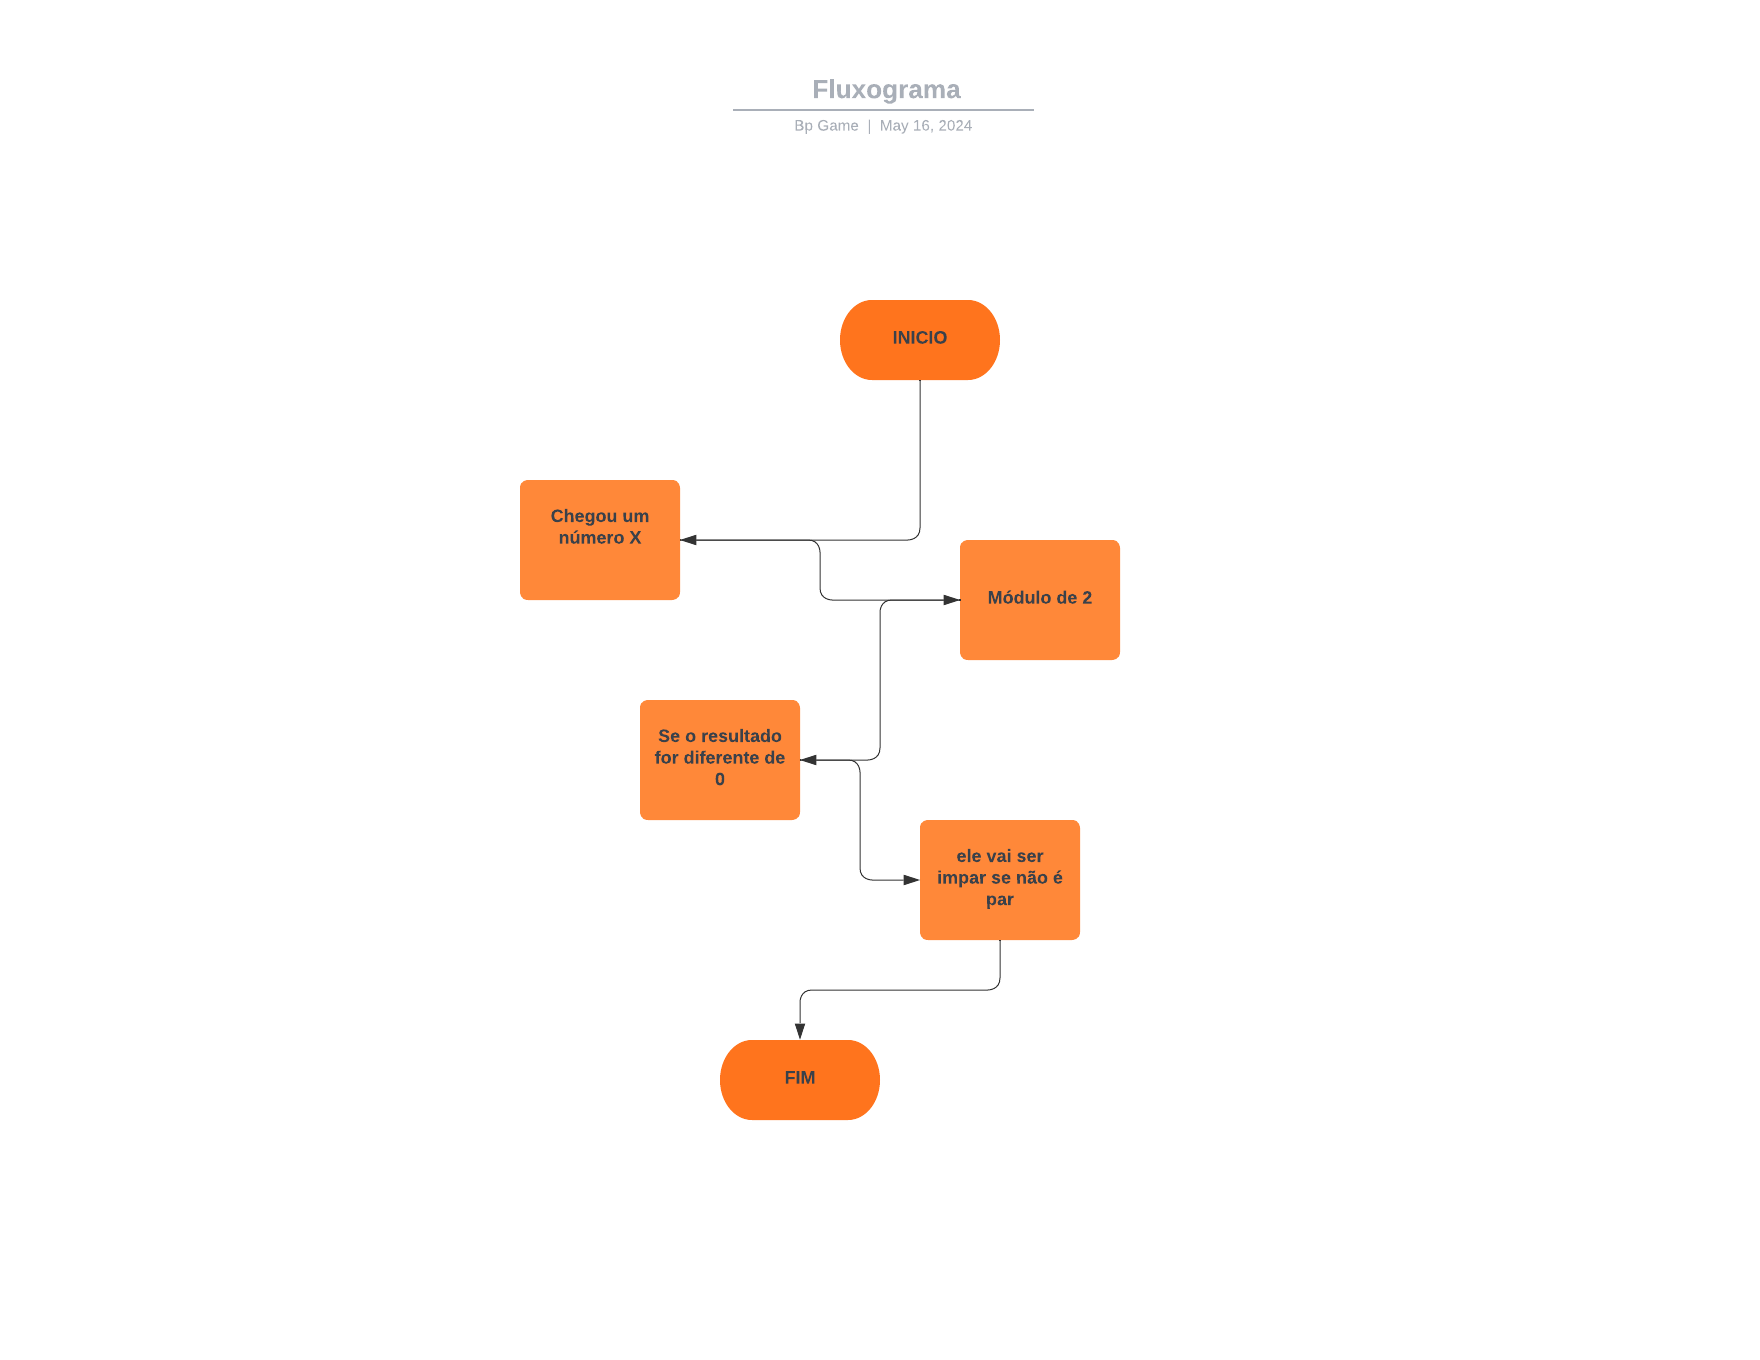 Fluxograma
Bp Game | May 16, 2024
INICIO
Chegou um
número X
Módulo de 2
Se o resultado
for diferente de
0
ele vai ser
impar se não é
par
FIM